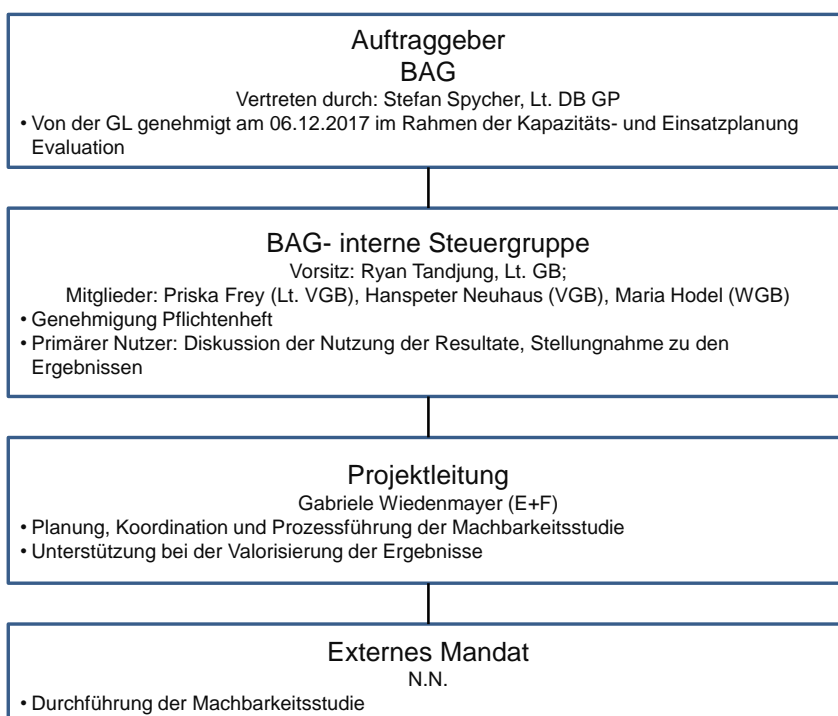 Auftraggeber
BAG
Vertreten durch: Stefan Spycher, Lt. DB GP
• Von der GL genehmigt am 06.12.2017 im Rahmen der Kapazitäts- und Einsatzplanung
Evaluation
BAG- interne Steuergruppe
Vorsitz: Ryan Tandjung, Lt. GB;
Mitglieder: Priska Frey (Lt. VGB), Hanspeter Neuhaus (VGB), Maria Hodel (WGB)
• Genehmigung Pflichtenheft
• Primärer Nutzer: Diskussion der Nutzung der Resultate, Stellungnahme zu den
Ergebnissen
Projektleitung
Gabriele Wiedenmayer (E+F)
• Planung, Koordination und Prozessführung der Machbarkeitsstudie
• Unterstützung bei der Valorisierung der Ergebnisse
Externes Mandat
N.N.
• Durchführung der Machbarkeitsstudie